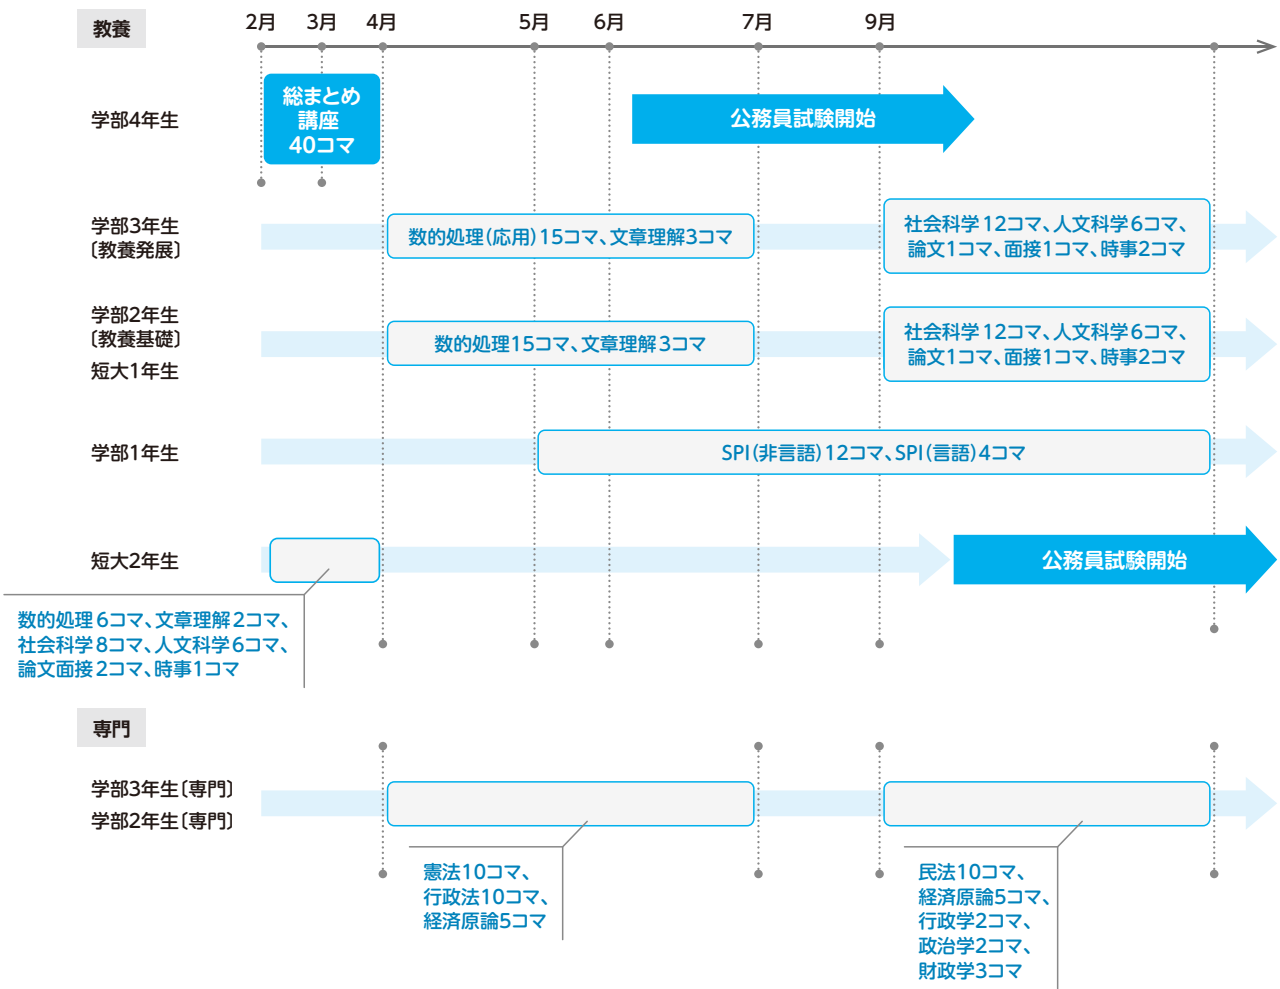 教養
2月 3月 4月 5月 6月 7月 9月
学部4年生
総まとめ
講座
40コマ
公務員試験開始
学部3年生
〔教養発展〕
数的処理(応用)15コマ、文章理解3コマ
社会科学12コマ、人文科学6コマ、
論文1コマ、面接1コマ、時事2コマ
学部2年生
〔教養基礎〕
短大1年生
数的処理15コマ、文章理解3コマ
社会科学12コマ、人文科学6コマ、
論文1コマ、面接1コマ、時事2コマ
学部1年生
SPI(非言語)12コマ、SPI(言語)4コマ
短大2年生
公務員試験開始
数的処理6コマ、文章理解2コマ、
社会科学8コマ、人文科学6コマ、
論文面接2コマ、時事1コマ
専門
学部3年生〔専門〕
学部2年生〔専門〕
憲法10コマ、
行政法10コマ、
経済原論5コマ
民法10コマ、
経済原論5コマ、
行政学2コマ、
政治学2コマ、
財政学3コマ